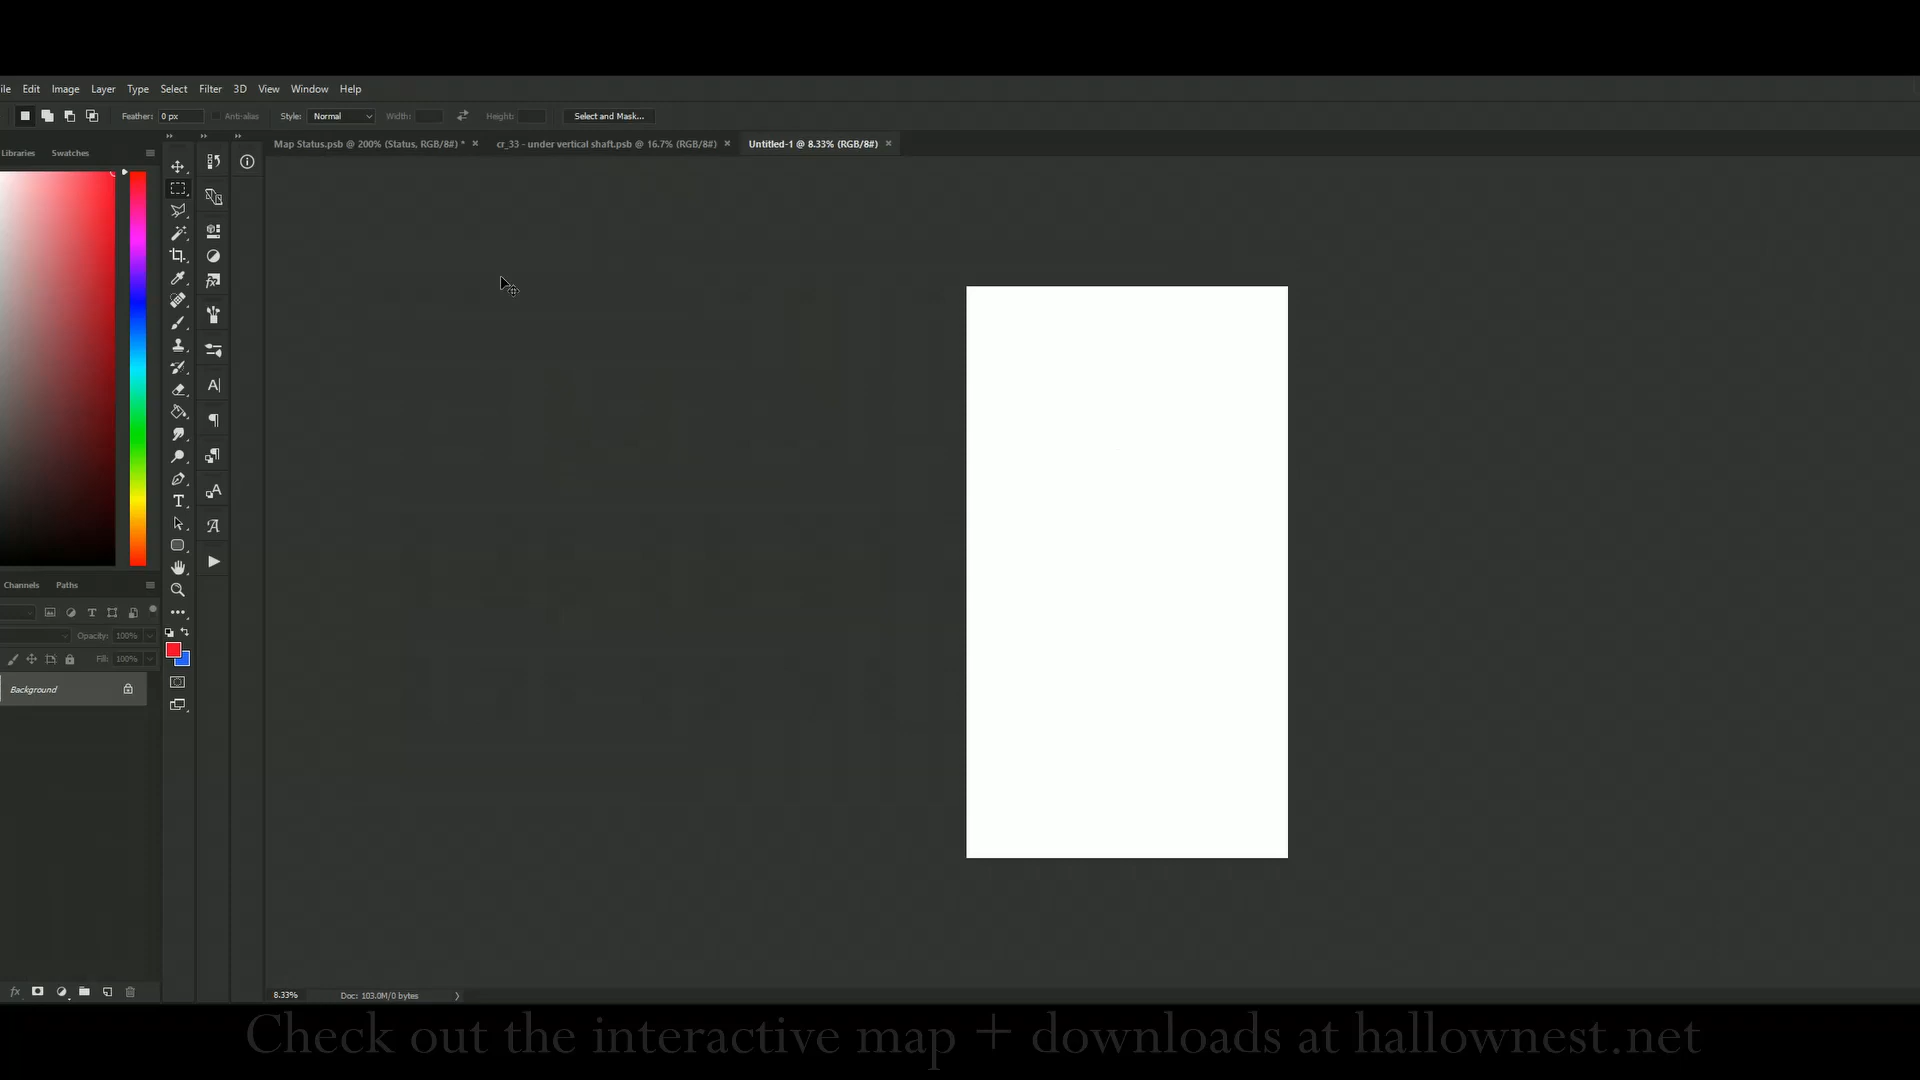 ile Edit Image Layer Type Select Filter 3D View Window Help
Feather: 0 px Anti-alias Style: Normal Width: Height: Select and Mask...
Map Status.psb @ 200% (Status, RGB/8#) * × cr_33 - under vertical shaft.psb @ 16.7% (RGB/8#) × Untitled-1 @ 8.33% (RGB/8#) ×
Libraries Swatches
Channels Paths
Opacity: 100%
Fill: 100%
Background
8.33% Doc: 103.0M/0 bytes
Check out the interactive map + downloads at hallownest.net